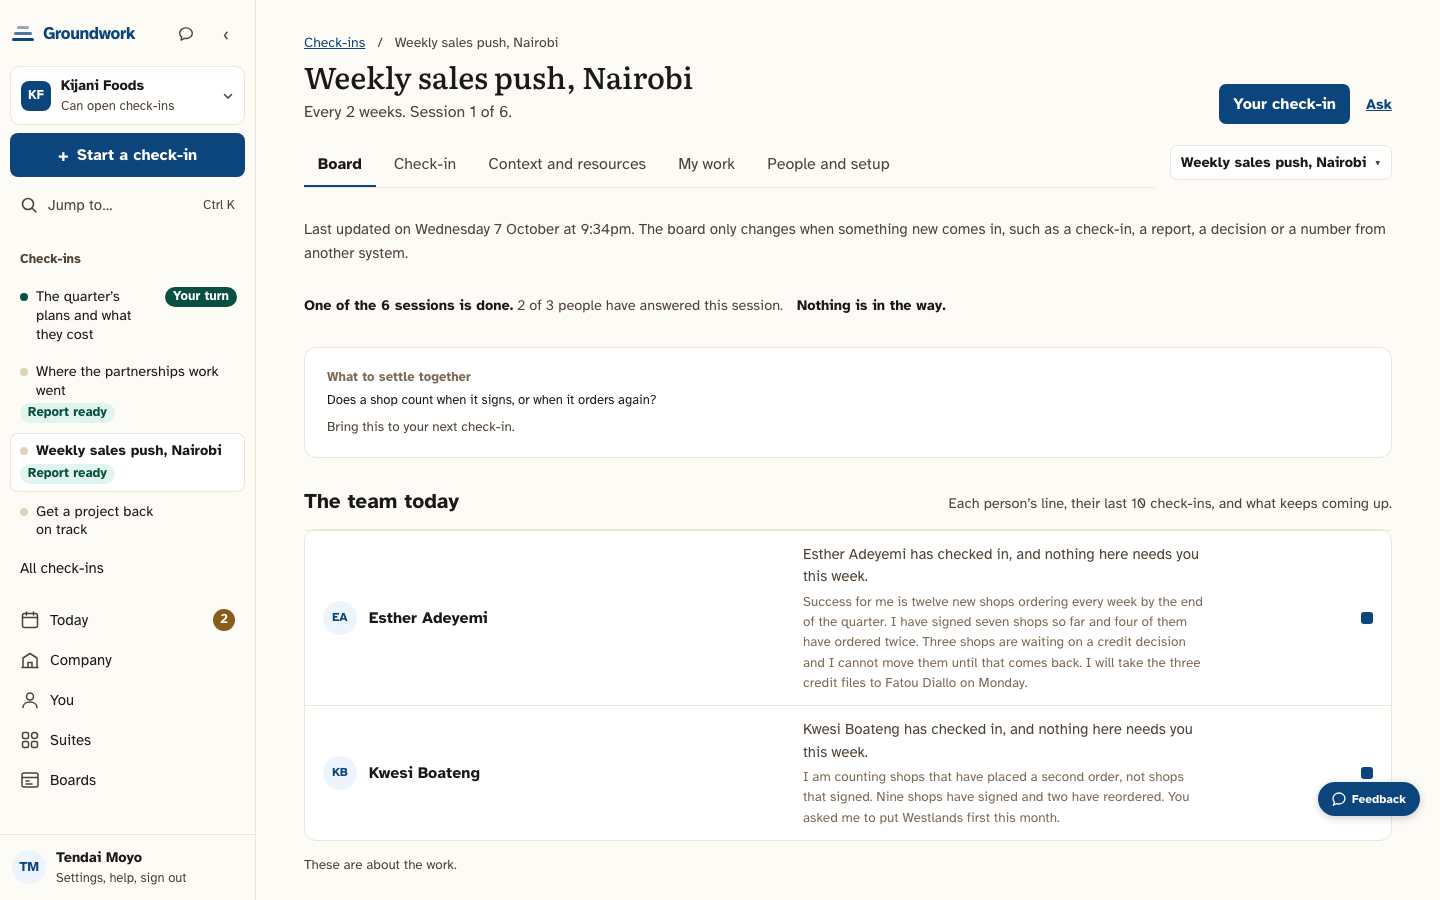 Groundwork
KF
Kijani Foods
Can open check-ins
+ Start a check-in
Jump to...
Ctrl K
Check-ins
The quarter's
plans and what
they cost
Your turn
Where the partnerships work
went
Report ready
Weekly sales push, Nairobi
Report ready
Get a project back
on track
All check-ins
Today
2
Company
You
Suites
Boards
TM
Tendai Moyo
Settings, help, sign out
Check-ins / Weekly sales push, Nairobi
Weekly sales push, Nairobi
Every 2 weeks. Session 1 of 6.
Your check-in
Ask
Board
Check-in
Context and resources
My work
People and setup
Weekly sales push, Nairobi
Last updated on Wednesday 7 October at 9:34pm. The board only changes when something new comes in, such as a check-in, a report, a decision or a number from
another system.
One of the 6 sessions is done. 2 of 3 people have answered this session. Nothing is in the way.
What to settle together
Does a shop count when it signs, or when it orders again?
Bring this to your next check-in.
The team today
Each person's line, their last 10 check-ins, and what keeps coming up.
EA
Esther Adeyemi
Esther Adeyemi has checked in, and nothing here needs you
this week.
Success for me is twelve new shops ordering every week by the end
of the quarter. I have signed seven shops so far and four of them
have ordered twice. Three shops are waiting on a credit decision
and I cannot move them until that comes back. I will take the three
credit files to Fatou Diallo on Monday.
KB
Kwesi Boateng
Kwesi Boateng has checked in, and nothing here needs you
this week.
I am counting shops that have placed a second order, not shops
that signed. Nine shops have signed and two have reordered. You
asked me to put Westlands first this month.
Feedback
These are about the work.